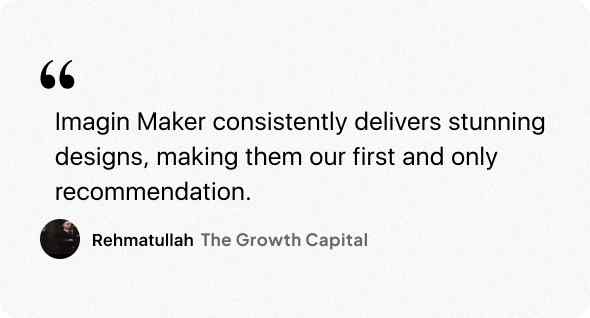 “
Imagin Maker consistently delivers stunning
designs, making them our first and only
recommendation.
Rehmatullah The Growth Capital